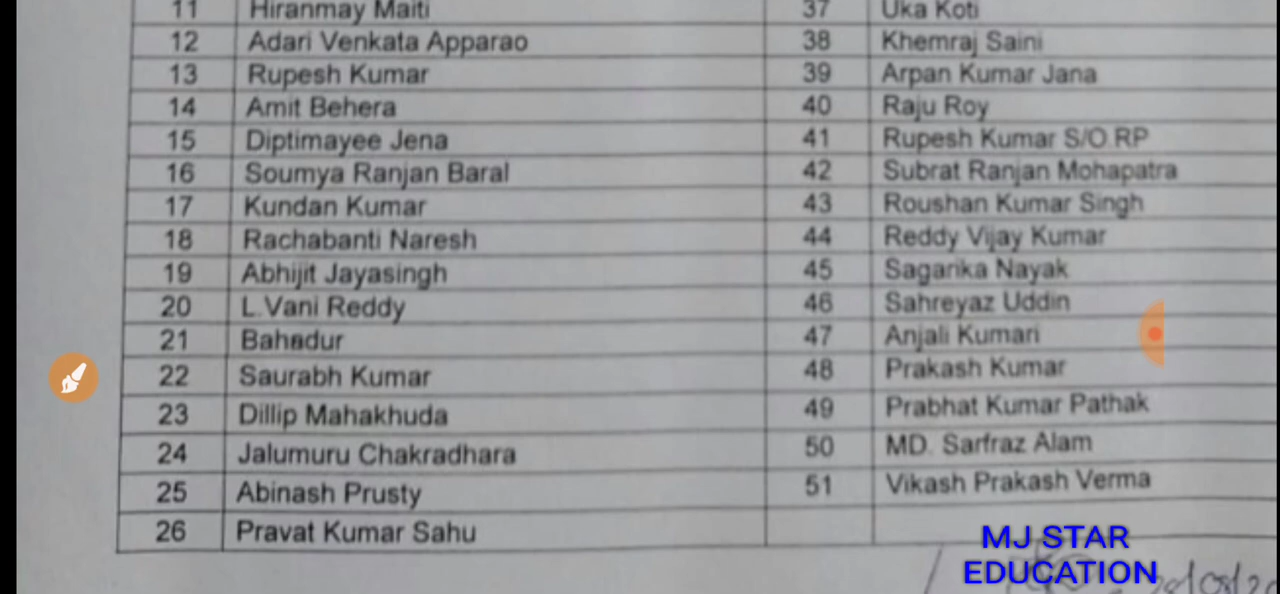 11 Hiranmay Maiti 37 Uka Koti
12 Adari Venkata Apparao 38 Khemraj Saini
13 Rupesh Kumar 39 Arpan Kumar Jana
14 Amit Behera 40 Raju Roy
15 Diptimayee Jena 41 Rupesh Kumar S/O.RP
16 Soumya Ranjan Baral 42 Subrat Ranjan Mohapatra
17 Kundan Kumar 43 Roushan Kumar Singh
18 Rachabanti Naresh 44 Reddy Vijay Kumar
19 Abhijit Jayasingh 45 Sagarika Nayak
20 L.Vani Reddy 46 Sahreyaz Uddin
21 Bahadur 47 Anjali Kumari
22 Saurabh Kumar 48 Prakash Kumar
23 Dillip Mahakhuda 49 Prabhat Kumar Pathak
24 Jalumuru Chakradhara 50 MD. Sarfraz Alam
25 Abinash Prusty 51 Vikash Prakash Verma
26 Pravat Kumar Sahu
MJ STAR
EDUCATION